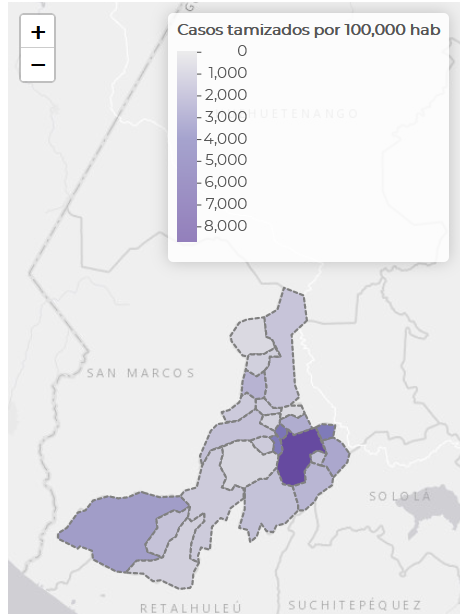 +
−
Casos tamizados por 100,000 hab
0
1,000
2,000
3,000
4,000
5,000
6,000
7,000
8,000
HUETENANGO
SAN MARCOS
SOLOLÁ
RETALHULEU
SUCHITEPÉQUEZ